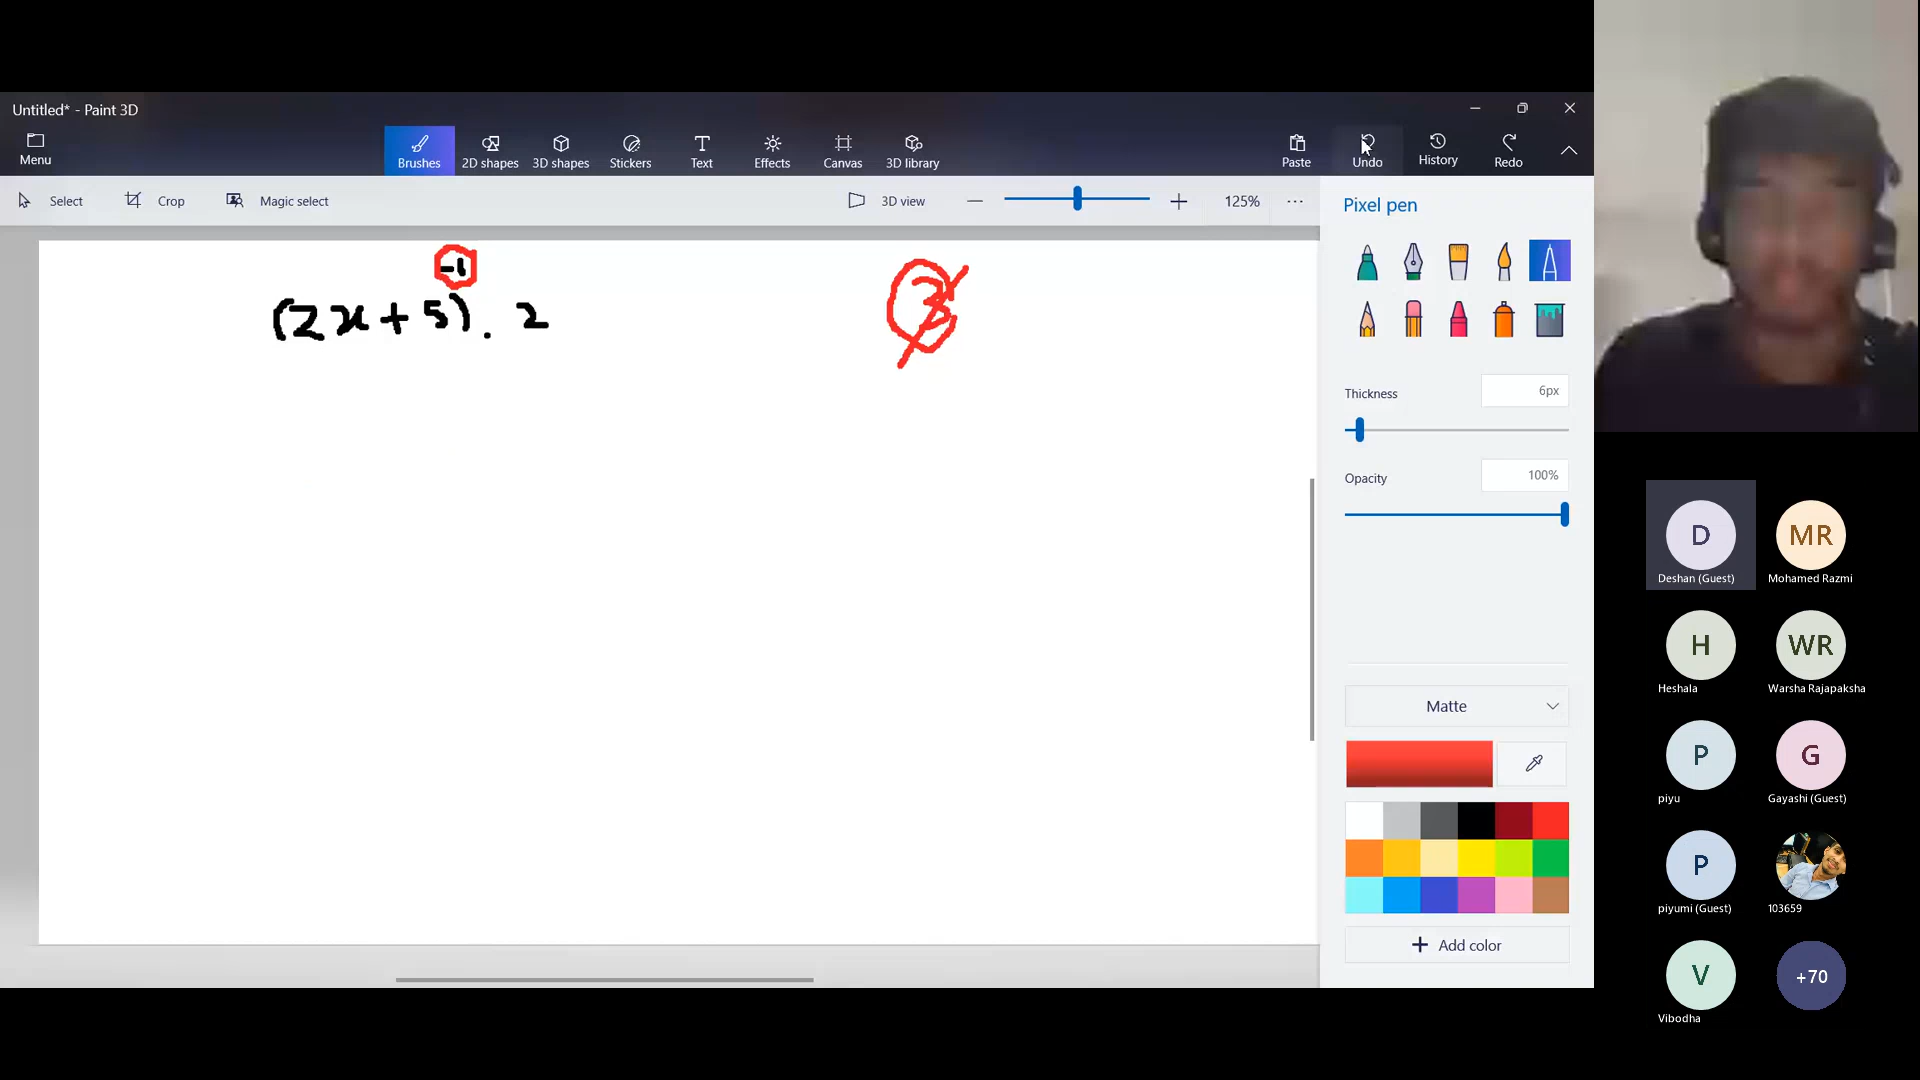 Untitled* - Paint 3D
Menu
Brushes
2D shapes
3D shapes
Stickers
Text
Effects
Canvas
3D library
Paste
Undo
History
Redo
Select
Crop
Magic select
3D view
125%
Pixel pen
-1
(2x+5). 2
3
Thickness
6px
Opacity
100%
Matte
Add color
D
Deshan (Guest)
MR
Mohamed Razmi
H
Heshala
WR
Warsha Rajapaksha
P
piyu
G
Gayashi (Guest)
P
piyumi (Guest)
103659
V
Vibodha
+70